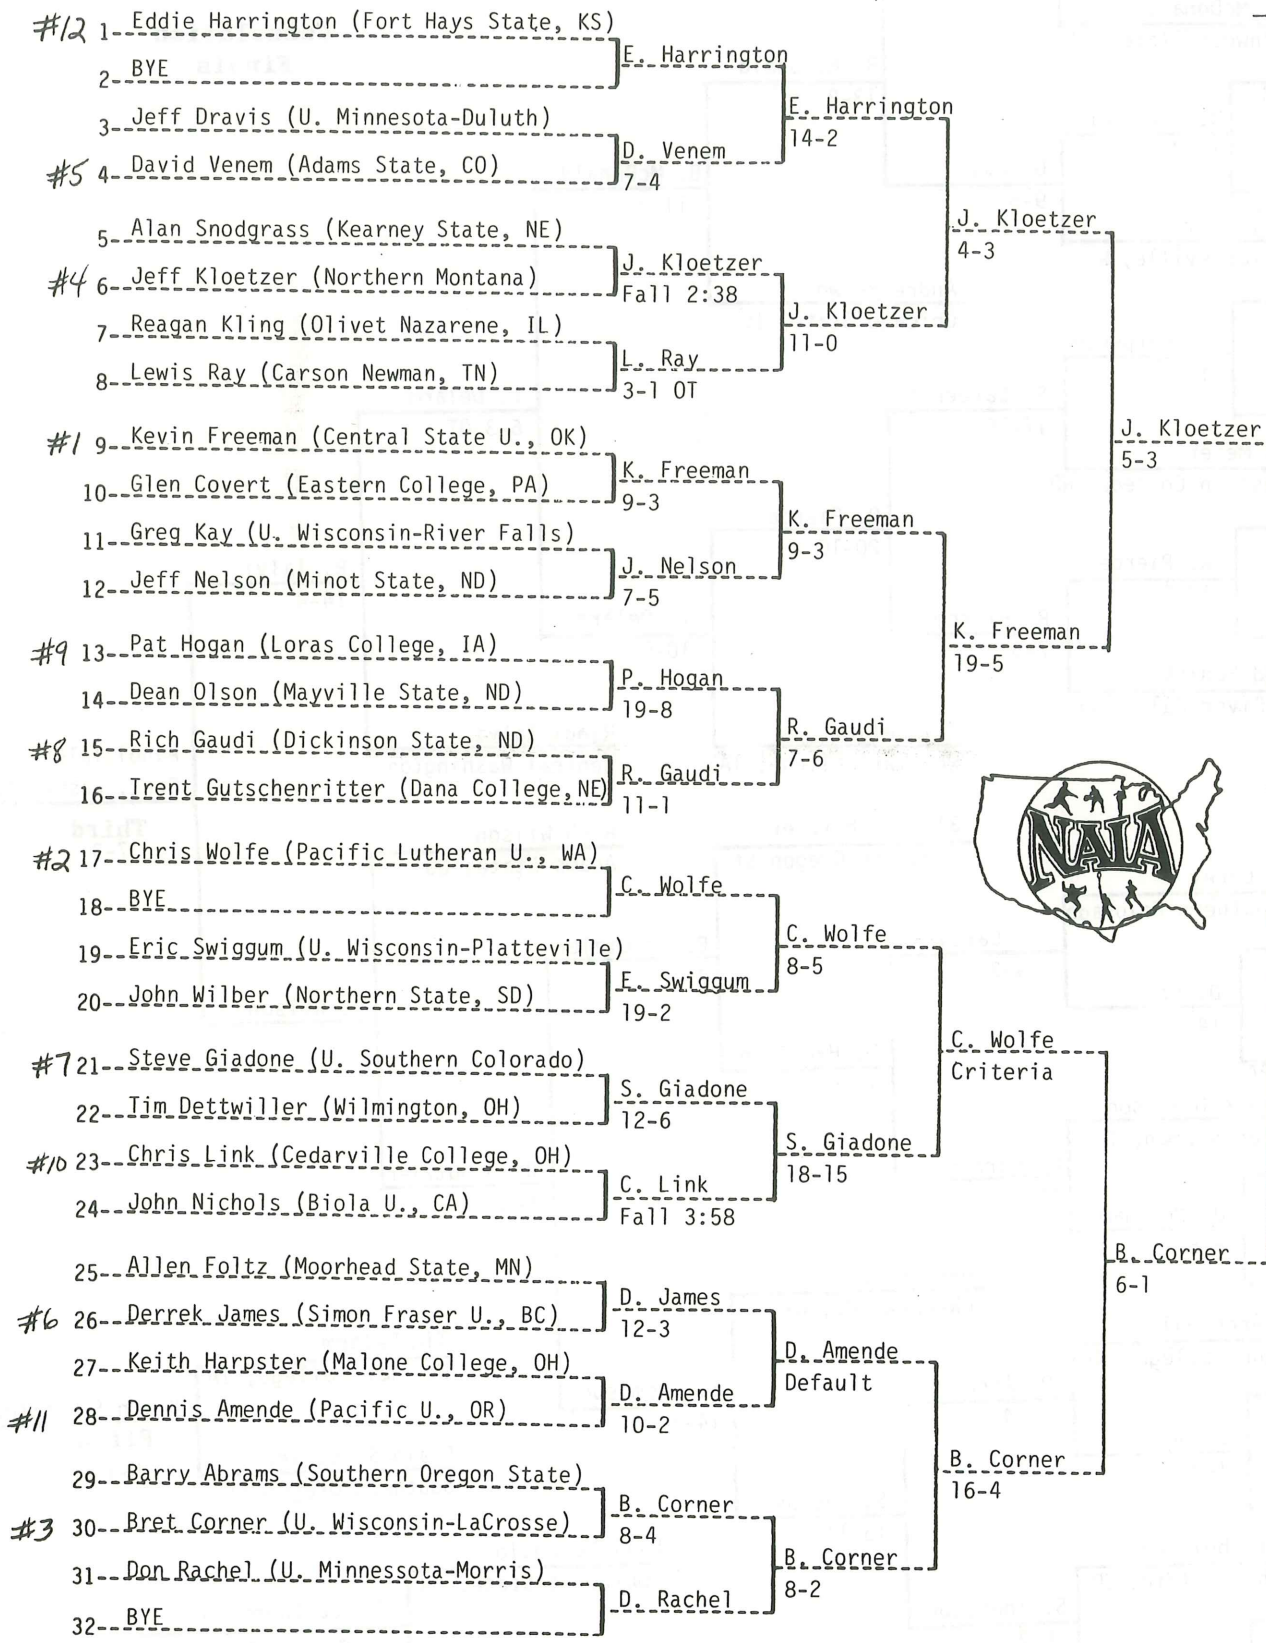 #12 1 Eddie Harrington (Fort Hays State, KS)
E. Harrington
2 BYE
E. Harrington
14-2
3 Jeff Dravis (U. Minnesota-Duluth)
D. Venem
7-4
#5 4 David Venem (Adams State, CO)
J. Kloetzer
4-3
5 Alan Snodgrass (Kearney State, NE)
J. Kloetzer
Fall 2:38
#4 6 Jeff Kloetzer (Northern Montana)
J. Kloetzer
11-0
7 Reagan Kling (Olivet Nazarene, IL)
L. Ray
3-1 OT
8 Lewis Ray (Carson Newman, TN)
J. Kloetzer
5-3
#1 9 Kevin Freeman (Central State U., OK)
K. Freeman
9-3
10 Glen Covert (Eastern College, PA)
K. Freeman
9-3
11 Greg Kay (U. Wisconsin-River Falls)
J. Nelson
7-5
12 Jeff Nelson (Minot State, ND)
K. Freeman
19-5
#9 13 Pat Hogan (Loras College, IA)
P. Hogan
19-8
14 Dean Olson (Mayville State, ND)
R. Gaudi
7-6
#8 15 Rich Gaudi (Dickinson State, ND)
R. Gaudi
11-1
16 Trent Gutschenritter (Dana College, NE)
NAIA
#2 17 Chris Wolfe (Pacific Lutheran U., WA)
C. Wolfe
18 BYE
C. Wolfe
8-5
19 Eric Swiggum (U. Wisconsin-Platteville)
E. Swiggum
19-2
20 John Wilber (Northern State, SD)
C. Wolfe
Criteria
#7 21 Steve Giadone (U. Southern Colorado)
S. Giadone
12-6
22 Tim Dettwiller (Wilmington, OH)
S. Giadone
18-15
#10 23 Chris Link (Cedarville College, OH)
C. Link
Fall 3:58
24 John Nichols (Biola U., CA)
B. Corner
6-1
25 Allen Foltz (Moorhead State, MN)
D. James
12-3
#6 26 Derrek James (Simon Fraser U., BC)
D. Amende
Default
27 Keith Harpster (Malone College, OH)
D. Amende
10-2
#11 28 Dennis Amende (Pacific U., OR)
B. Corner
16-4
29 Barry Abrams (Southern Oregon State)
B. Corner
8-4
#3 30 Bret Corner (U. Wisconsin-LaCrosse)
B. Corner
8-2
31 Don Rachel (U. Minnessota-Morris)
D. Rachel
32 BYE